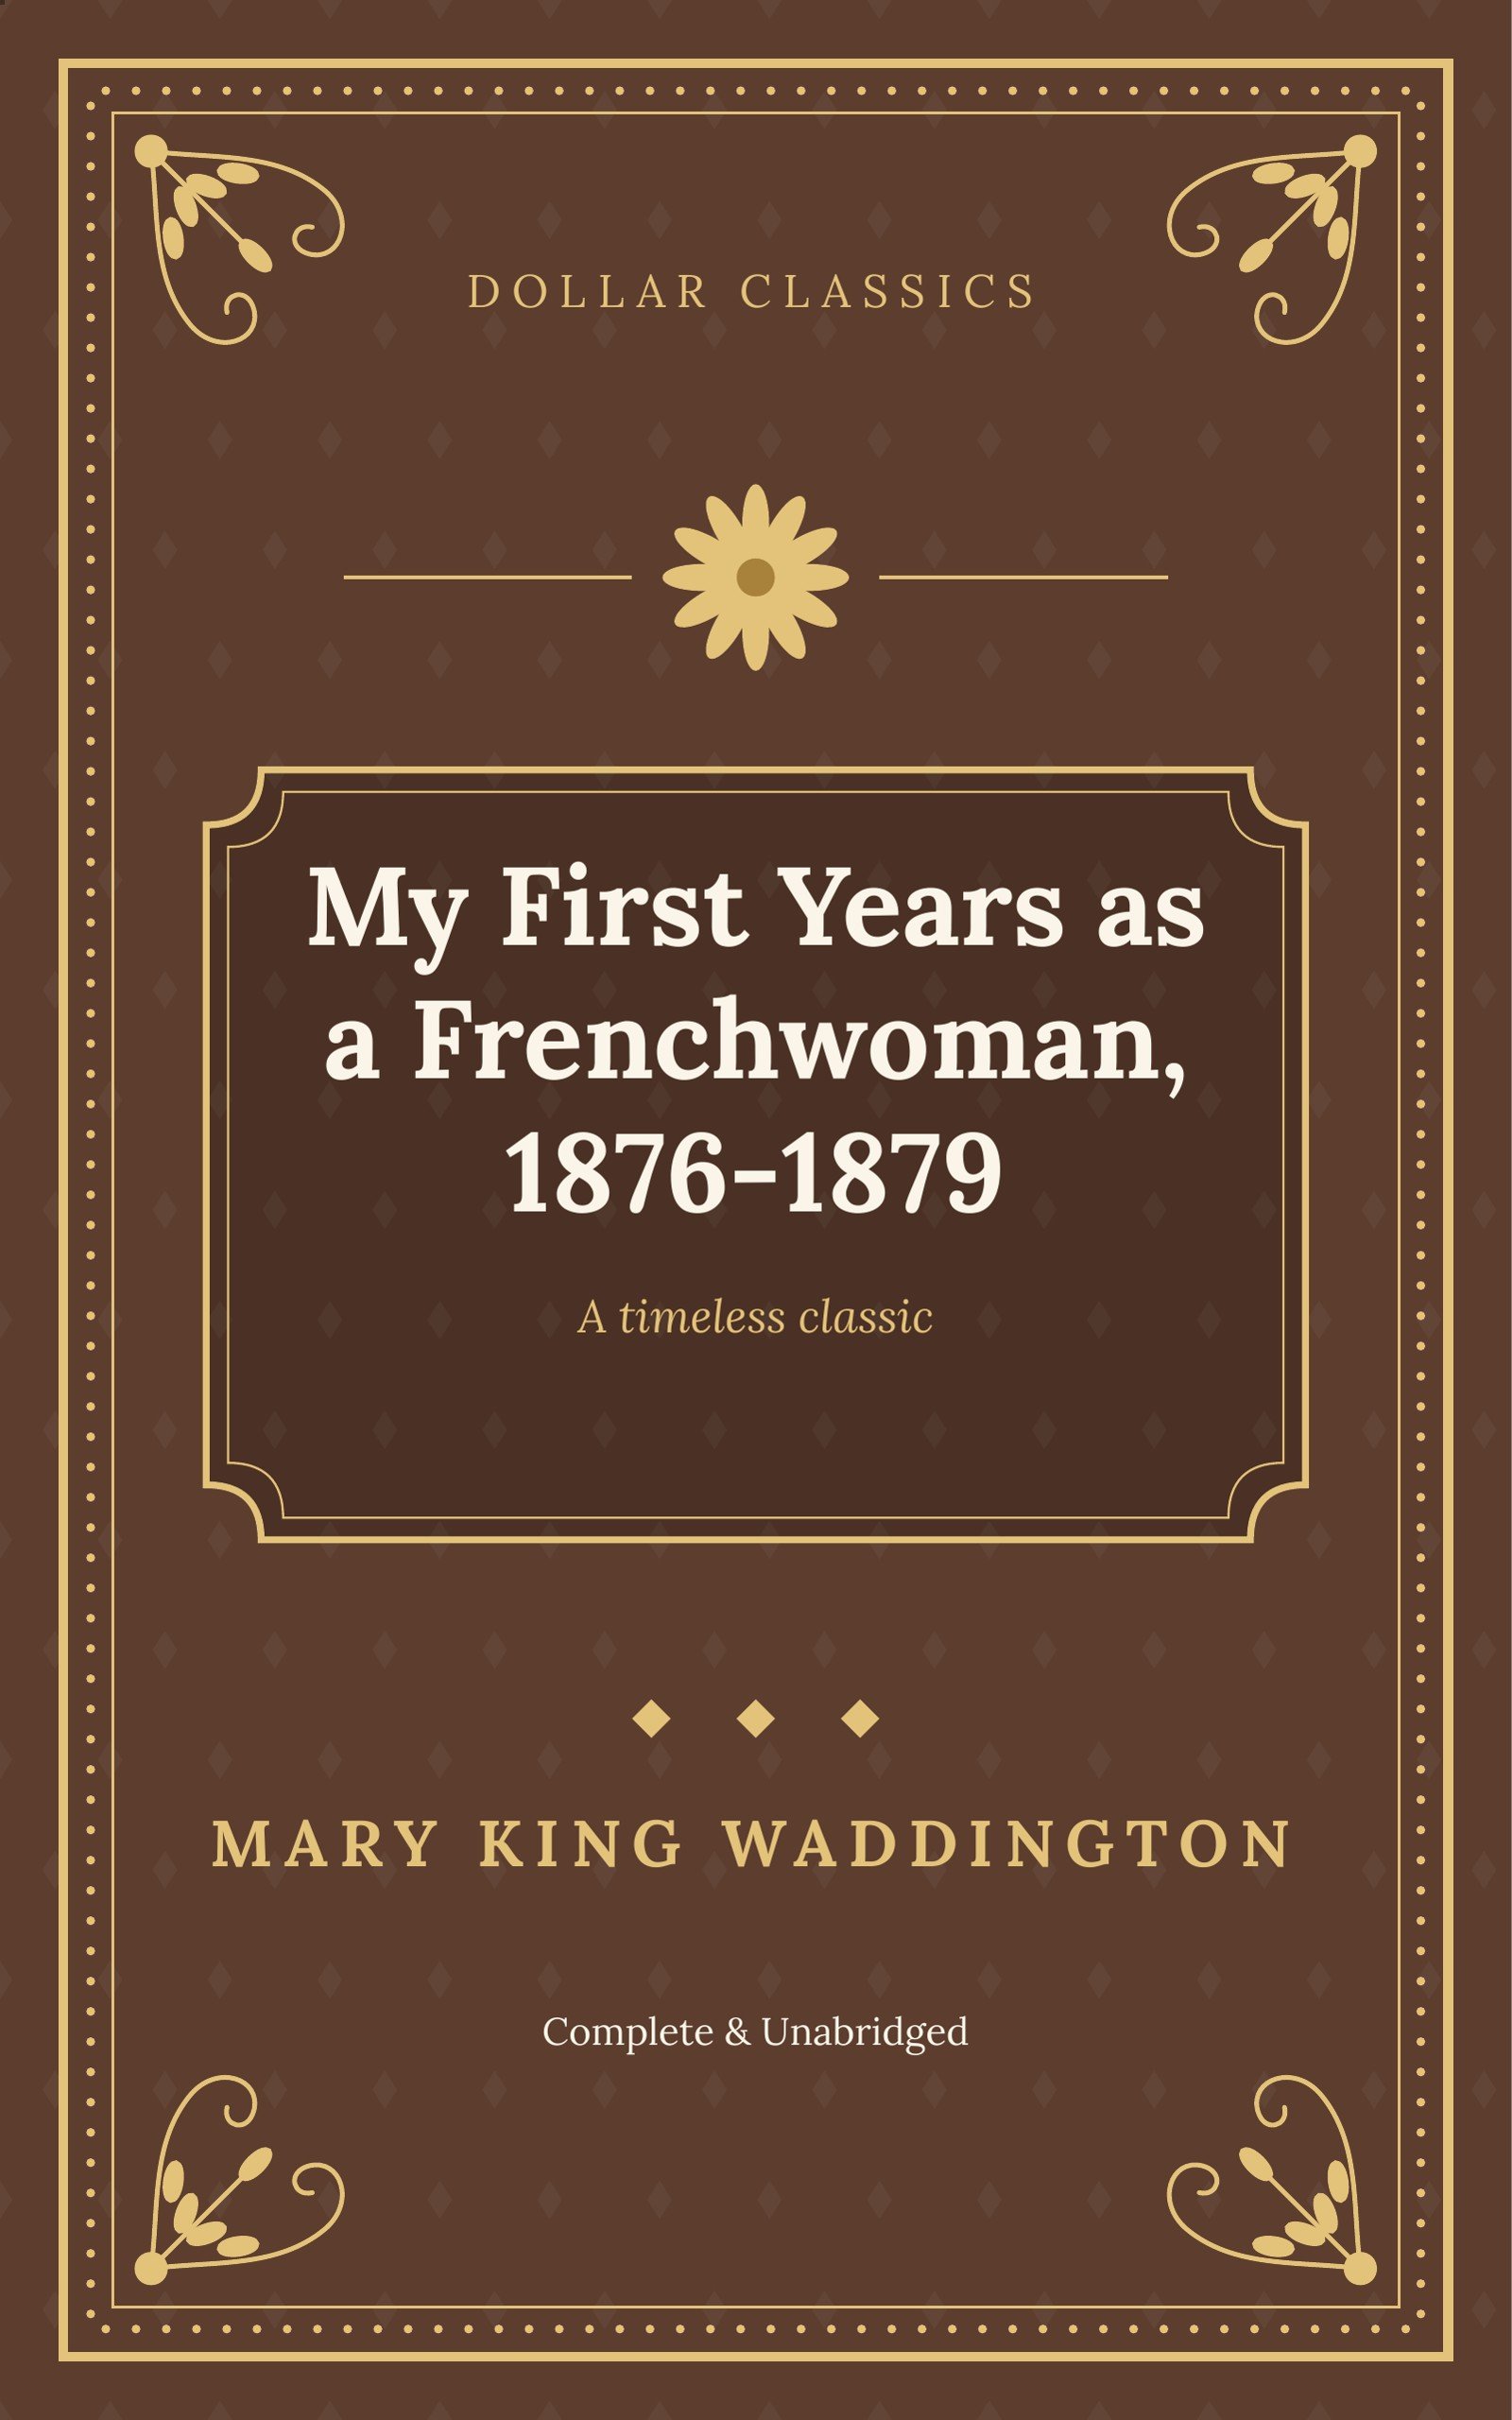 DOLLAR CLASSICS
My First Years as
a Frenchwoman,
1876–1879
A timeless classic
MARY KING WADDINGTON
Complete & Unabridged